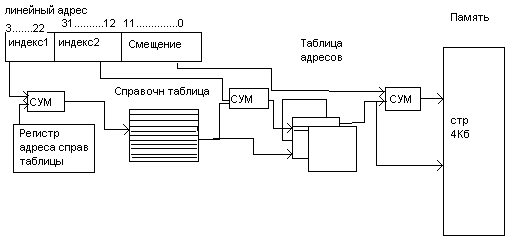 линейный адрес
3.......22 31..........12 11..............0
индекс1 индекс2 Смещение
Память
Таблица
адресов
Справочн таблица
СУМ
СУМ
СУМ
Регистр
адреса справ
таблицы
стр
4Кб